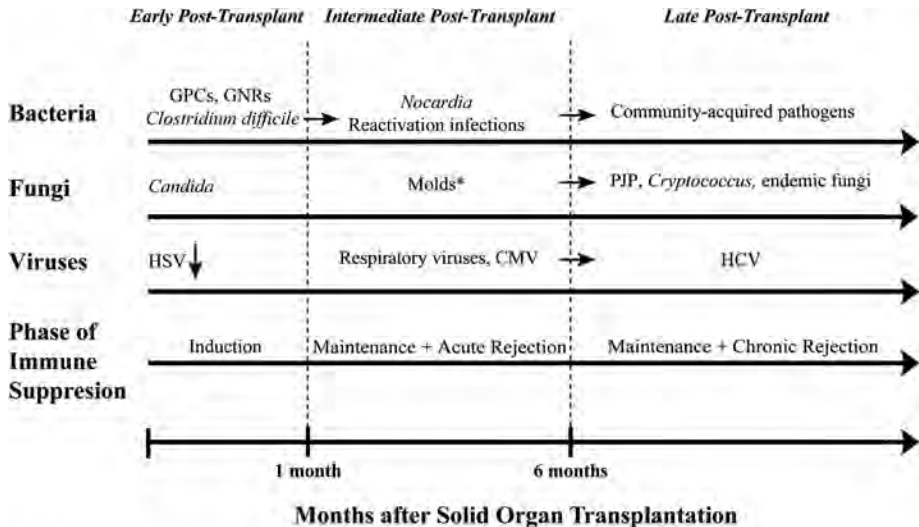 Early Post-Transplant Intermediate Post-Transplant Late Post-Transplant
Bacteria
GPCs, GNRs
Clostridium difficile
Nocardia
Reactivation infections
Community-acquired pathogens
Fungi
Candida
Molds*
PJP, Cryptococcus, endemic fungi
Viruses
HSV
Respiratory viruses, CMV
HCV
Phase of
Immune
Suppresion
Induction
Maintenance + Acute Rejection
Maintenance + Chronic Rejection
1 month
6 months
Months after Solid Organ Transplantation